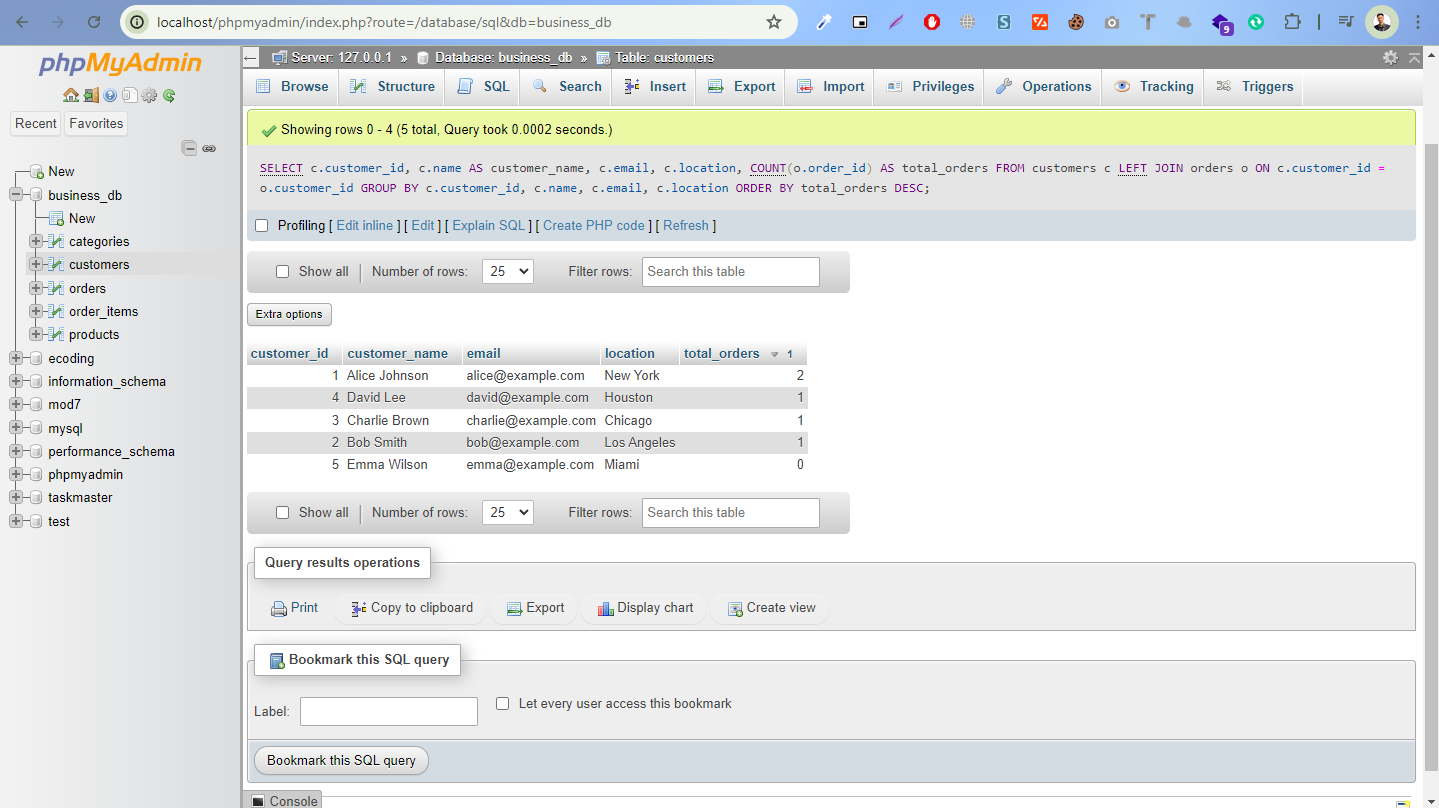 localhost/phpmyadmin/index.php?route=/database/sql&db=business_db
9
phpMyAdmin
Recent Favorites
New
business_db
New
categories
customers
orders
order_items
products
ecoding
information_schema
mod7
mysql
performance_schema
phpmyadmin
taskmaster
test
Server: 127.0.0.1 » Database: business_db » Table: customers
Browse Structure SQL Search Insert Export Import Privileges Operations Tracking Triggers
Showing rows 0 - 4 (5 total, Query took 0.0002 seconds.)
SELECT c.customer_id, c.name AS customer_name, c.email, c.location, COUNT(o.order_id) AS total_orders FROM customers c LEFT JOIN orders o ON c.customer_id =
o.customer_id GROUP BY c.customer_id, c.name, c.email, c.location ORDER BY total_orders DESC;
Profiling [ Edit inline ] [ Edit ] [ Explain SQL ] [ Create PHP code ] [ Refresh ]
Show all | Number of rows: 25 Filter rows: Search this table
Extra options
customer_id customer_name email location total_orders 1
1 Alice Johnson alice@example.com New York 2
4 David Lee david@example.com Houston 1
3 Charlie Brown charlie@example.com Chicago 1
2 Bob Smith bob@example.com Los Angeles 1
5 Emma Wilson emma@example.com Miami 0
Show all | Number of rows: 25 Filter rows: Search this table
Query results operations
Print Copy to clipboard Export Display chart Create view
Bookmark this SQL query
Label: Let every user access this bookmark
Bookmark this SQL query
Console